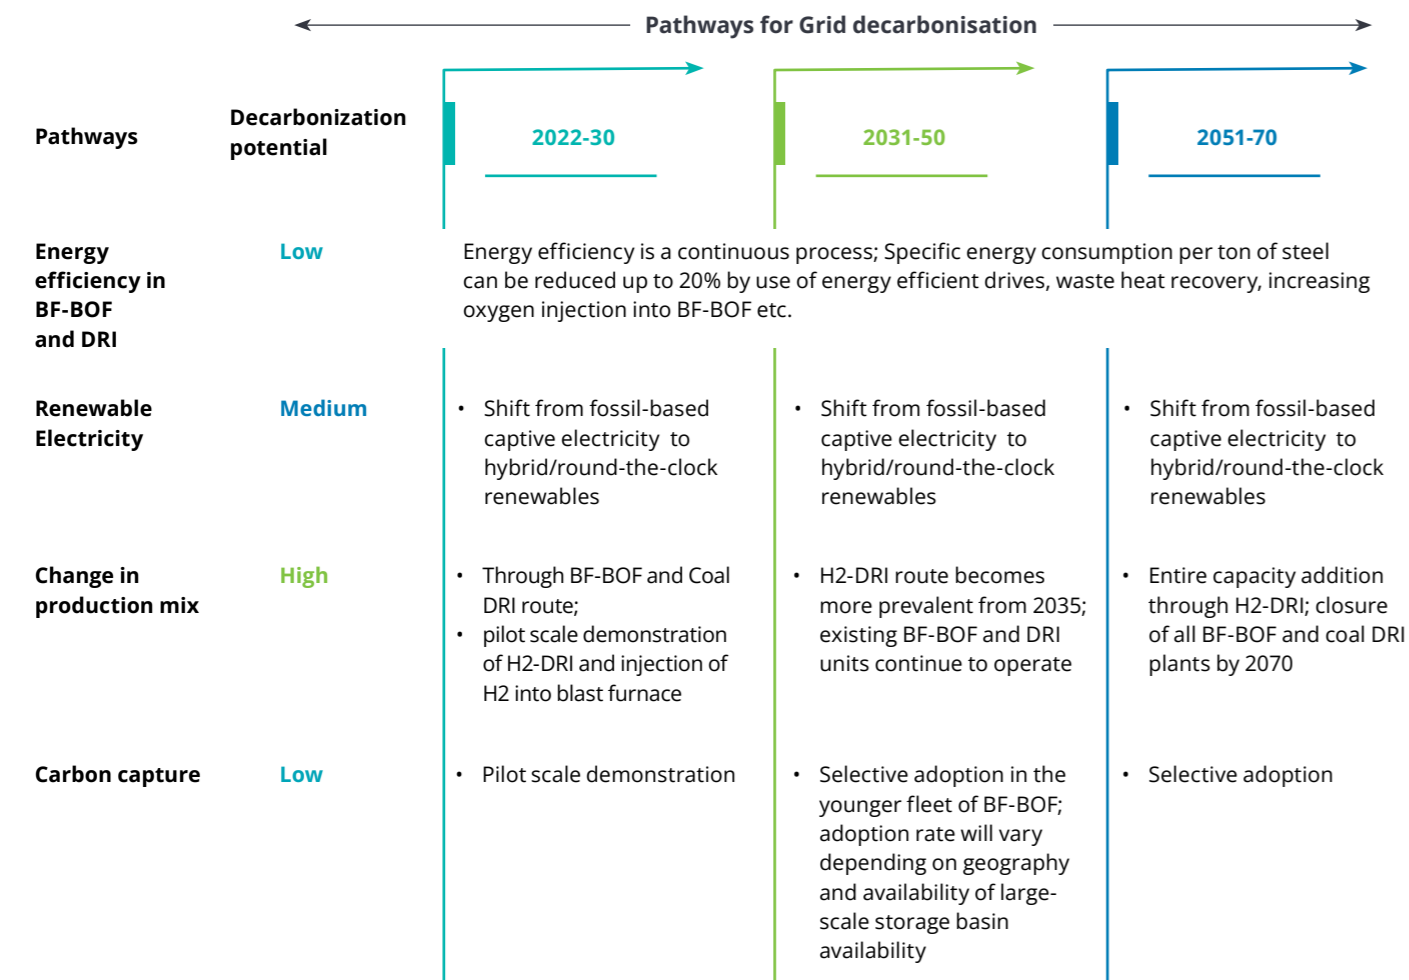 Pathways for Grid decarbonisation
Pathways
Decarbonization
potential
2022-30
2031-50
2051-70
Energy
efficiency in
BF-BOF
and DRI
Low
Energy efficiency is a continuous process; Specific energy consumption per ton of steel
can be reduced up to 20% by use of energy efficient drives, waste heat recovery, increasing
oxygen injection into BF-BOF etc.
Renewable
Electricity
Medium
• Shift from fossil-based
captive electricity to
hybrid/round-the-clock
renewables
• Shift from fossil-based
captive electricity to
hybrid/round-the-clock
renewables
• Shift from fossil-based
captive electricity to
hybrid/round-the-clock
renewables
Change in
production mix
High
• Through BF-BOF and Coal
DRI route;
• pilot scale demonstration
of H2-DRI and injection of
H2 into blast furnace
• H2-DRI route becomes
more prevalent from 2035;
existing BF-BOF and DRI
units continue to operate
• Entire capacity addition
through H2-DRI; closure
of all BF-BOF and coal DRI
plants by 2070
Carbon capture
Low
• Pilot scale demonstration
• Selective adoption in the
younger fleet of BF-BOF;
adoption rate will vary
depending on geography
and availability of large-
scale storage basin
availability
• Selective adoption